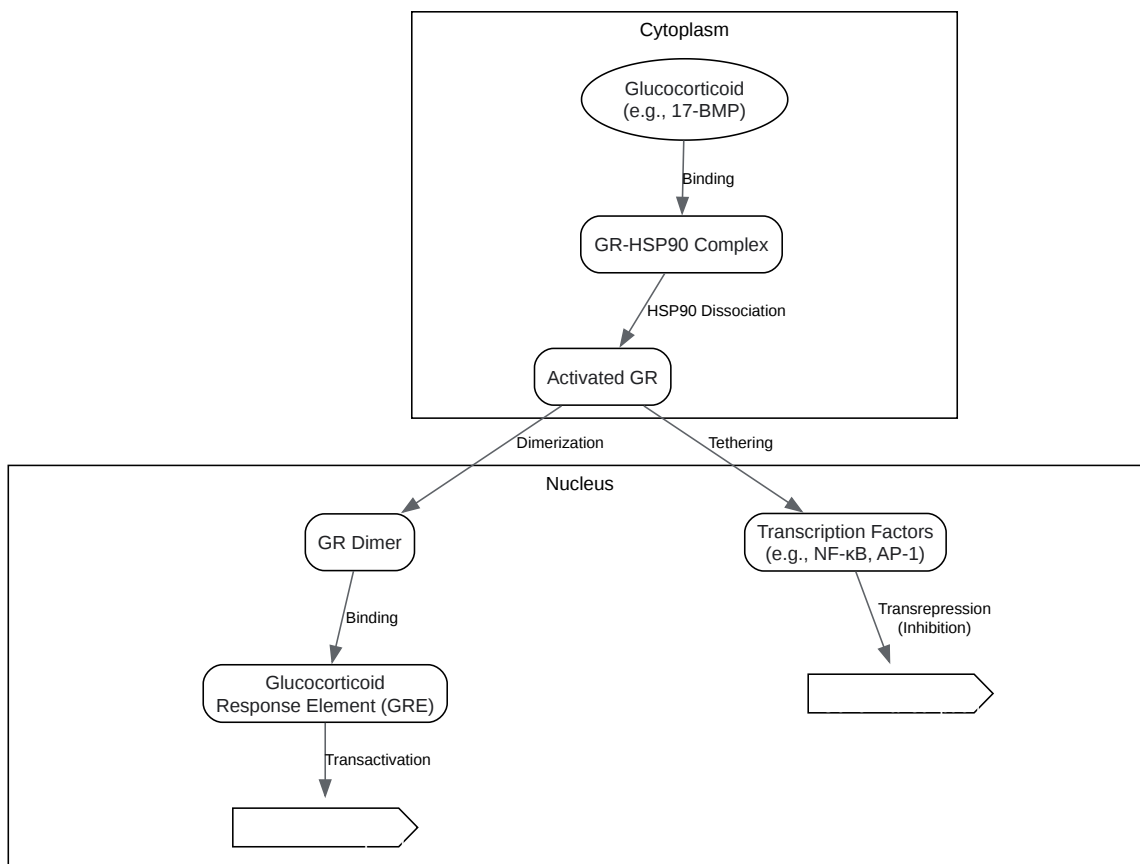 Cytoplasm
Glucocorticoid
(e.g., 17-BMP)
Binding
GR-HSP90 Complex
HSP90 Dissociation
Activated GR
Dimerization
Tethering
Nucleus
GR Dimer
Transcription Factors
(e.g., NF-κB, AP-1)
Binding
Transrepression
(Inhibition)
Glucocorticoid
Response Element (GRE)
Transactivation